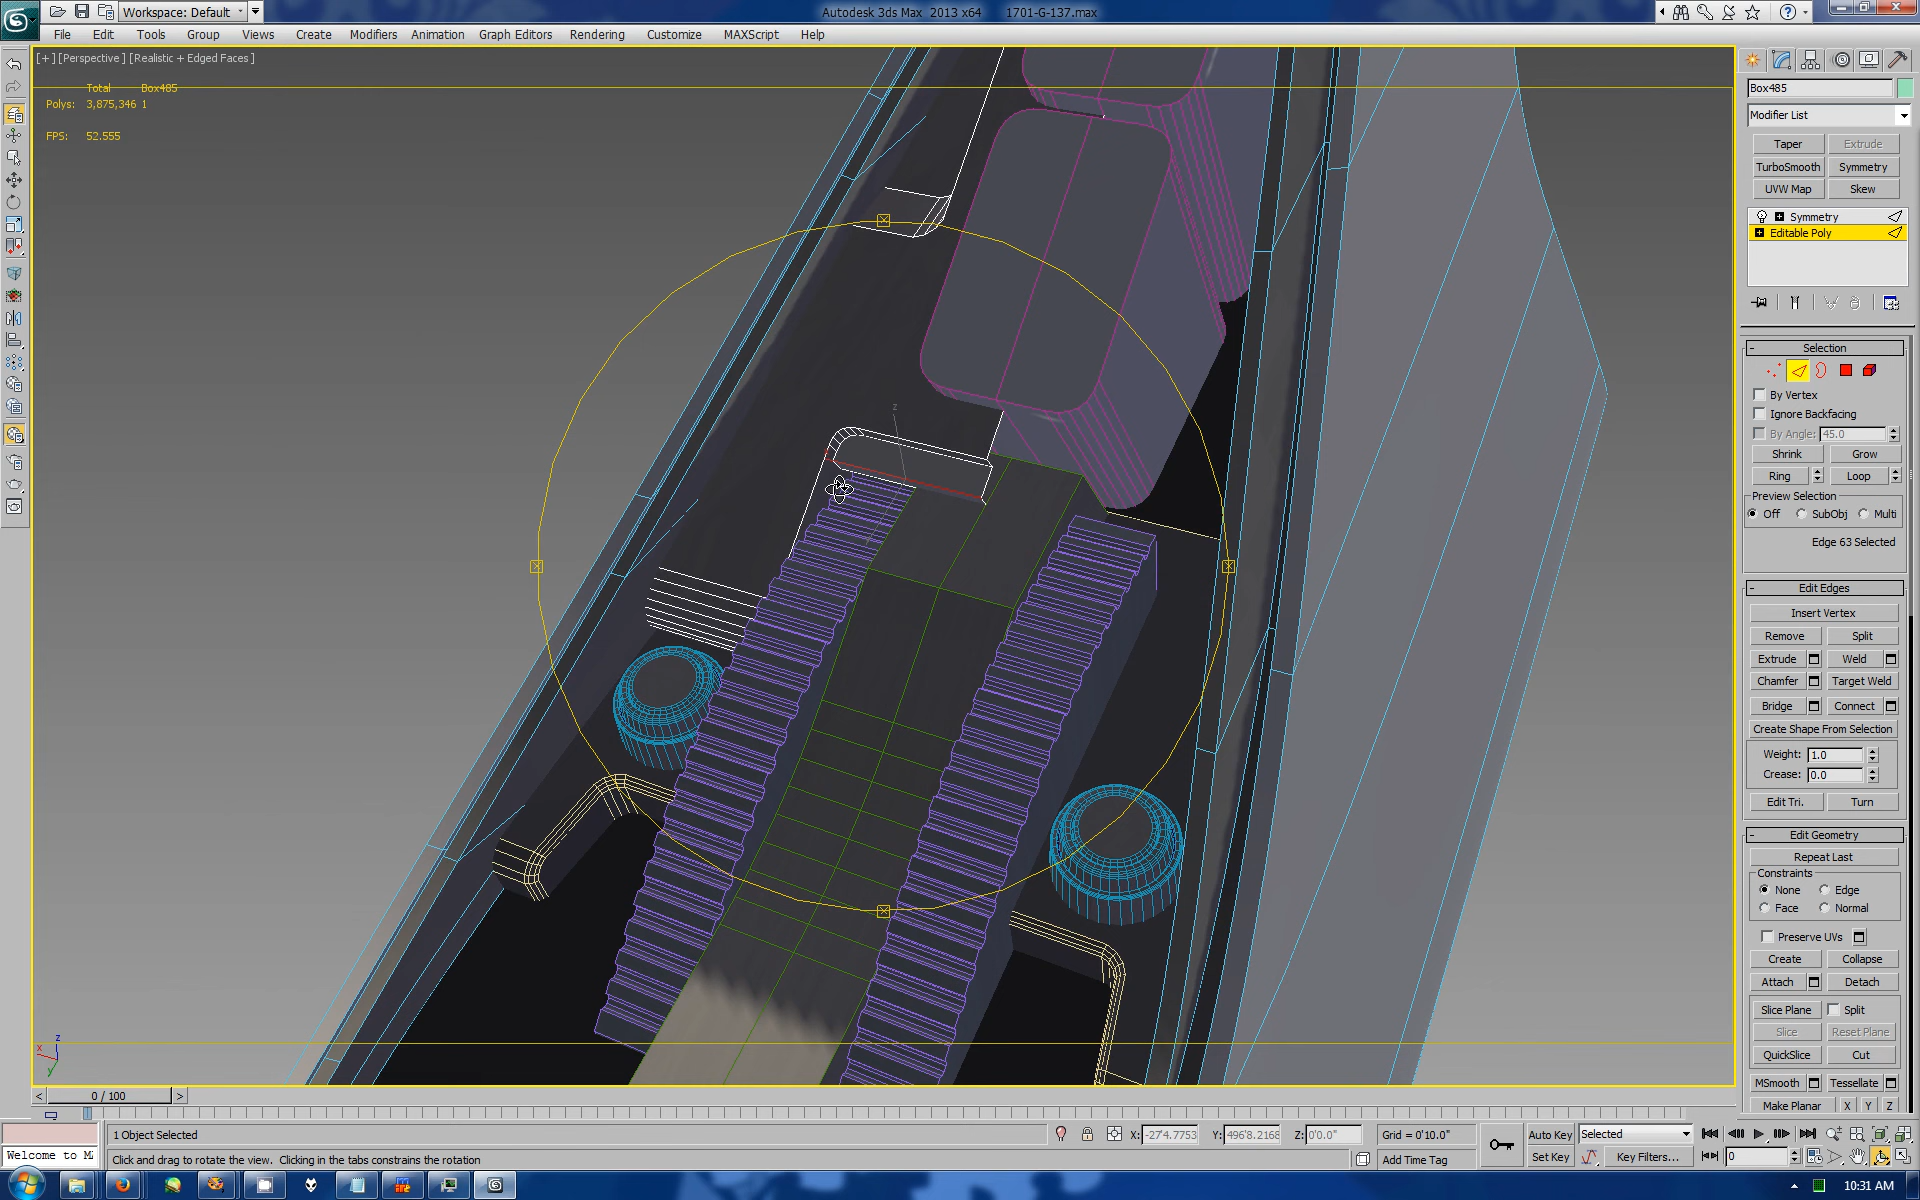 Workspace: Default
Autodesk 3ds Max 2013 x64 1701-G-137.max
File Edit Tools Group Views Create Modifiers Animation Graph Editors Rendering Customize MAXScript Help
[+] [Perspective ] [Realistic + Edged Faces ]
Total Box485
Polys: 3,875,346 1
FPS: 52.555
z
Box485
Modifier List
Taper Extrude
TurboSmooth Symmetry
UVW Map Skew
Symmetry
Editable Poly
- Selection
By Vertex
Ignore Backfacing
By Angle: 45.0
Shrink Grow
Ring Loop
Preview Selection
Off SubObj Multi
Edge 63 Selected
- Edit Edges
Insert Vertex
Remove Split
Extrude Weld
Chamfer Target Weld
Bridge Connect
Create Shape From Selection
Weight: 1.0
Crease: 0.0
Edit Tri. Turn
- Edit Geometry
Repeat Last
Constraints
None Edge
Face Normal
Preserve UVs
Create Collapse
Attach Detach
Slice Plane Split
Slice Reset Plane
QuickSlice Cut
MSmooth Tessellate
Make Planar X Y Z
z
x
y
< 0 / 100 >
1 Object Selected
X: -274.7753 Y: 496'8.2168 Z: 0'0.0" Grid = 0'10.0"
Auto Key Selected
Welcome to M
Click and drag to rotate the view. Clicking in the tabs constrains the rotation
Add Time Tag
Set Key Key Filters... 0
10:31 AM